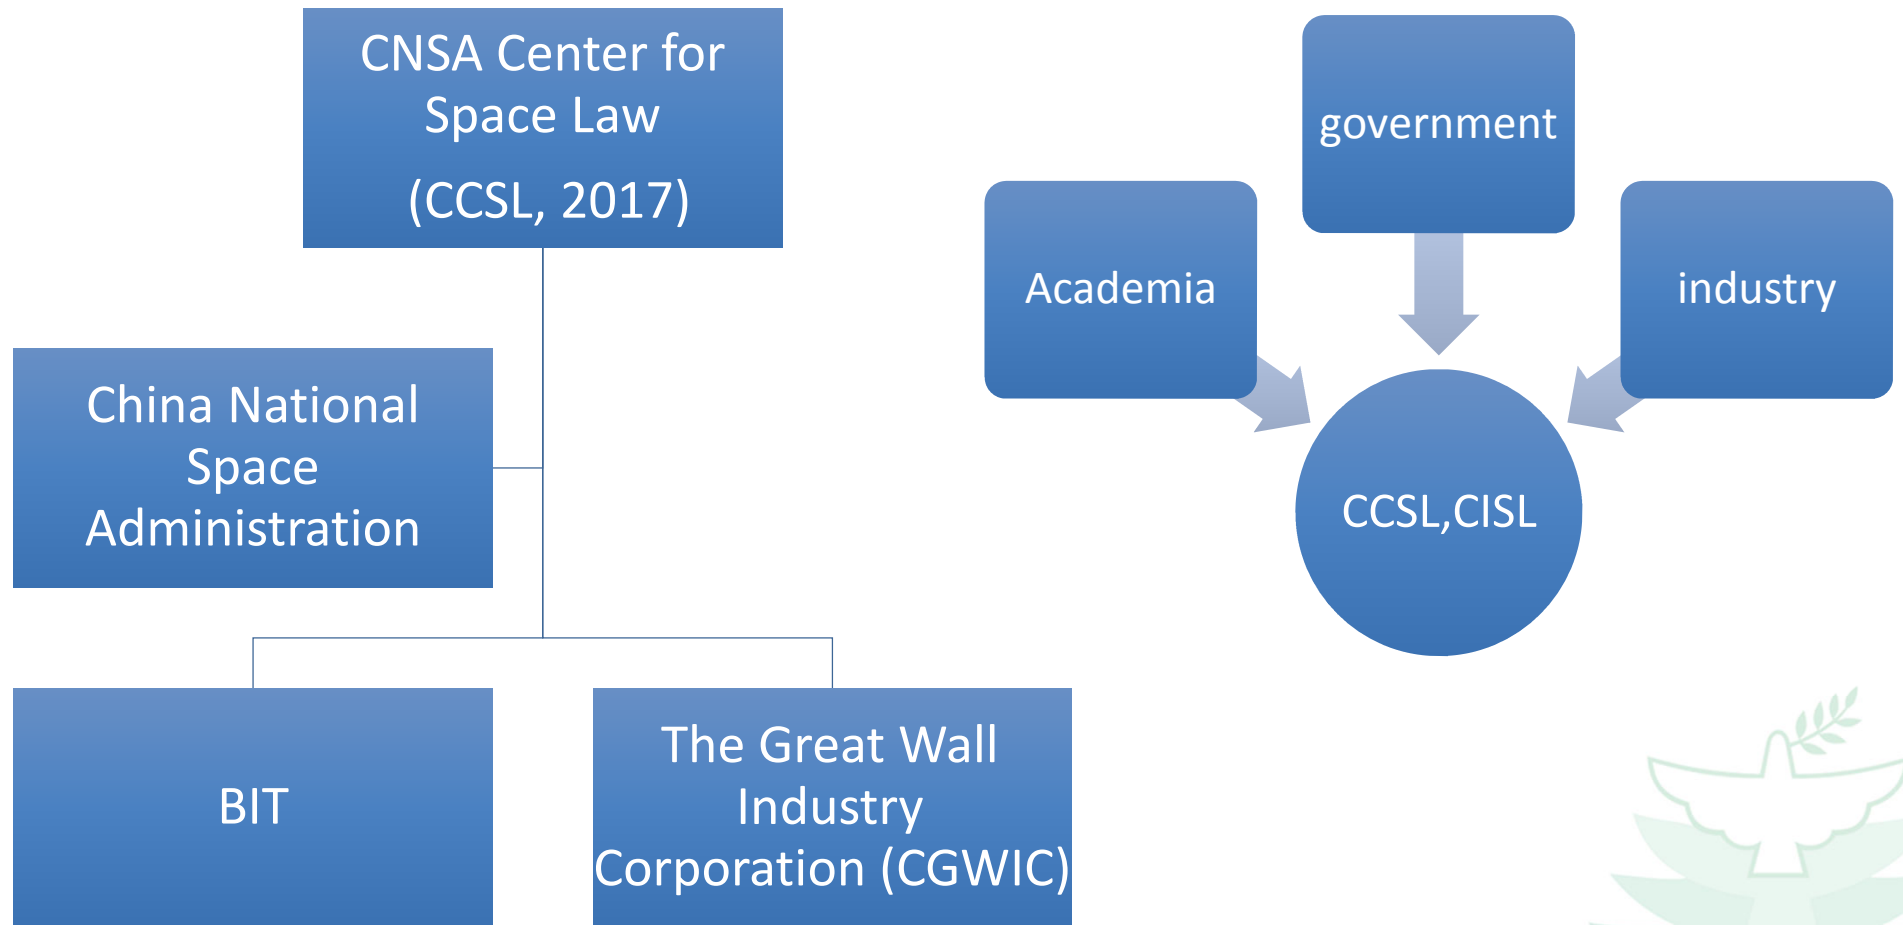 CNSA Center for
Space Law
(CCSL, 2017)
China National
Space
Administration
BIT
The Great Wall
Industry
Corporation (CGWIC)
government
Academia
industry
CCSL,CISL